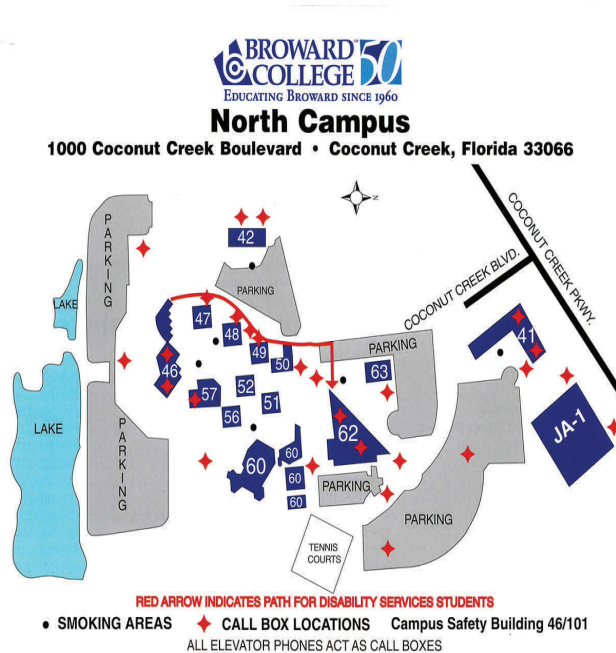 BROWARD
COLLEGE
50
EDUCATING BROWARD SINCE 1960
North Campus
1000 Coconut Creek Boulevard • Coconut Creek, Florida 33066
N
COCONUT CREEK PKWY.
COCONUT CREEK BLVD.
PARKING
42
PARKING
LAKE
47
48
49
50
41
PARKING
46
63
57
52
51
56
62
JA-1
LAKE
PARKING
60
60
60
60
PARKING
PARKING
TENNIS
COURTS
RED ARROW INDICATES PATH FOR DISABILITY SERVICES STUDENTS
• SMOKING AREAS
CALL BOX LOCATIONS
Campus Safety Building 46/101
ALL ELEVATOR PHONES ACT AS CALL BOXES